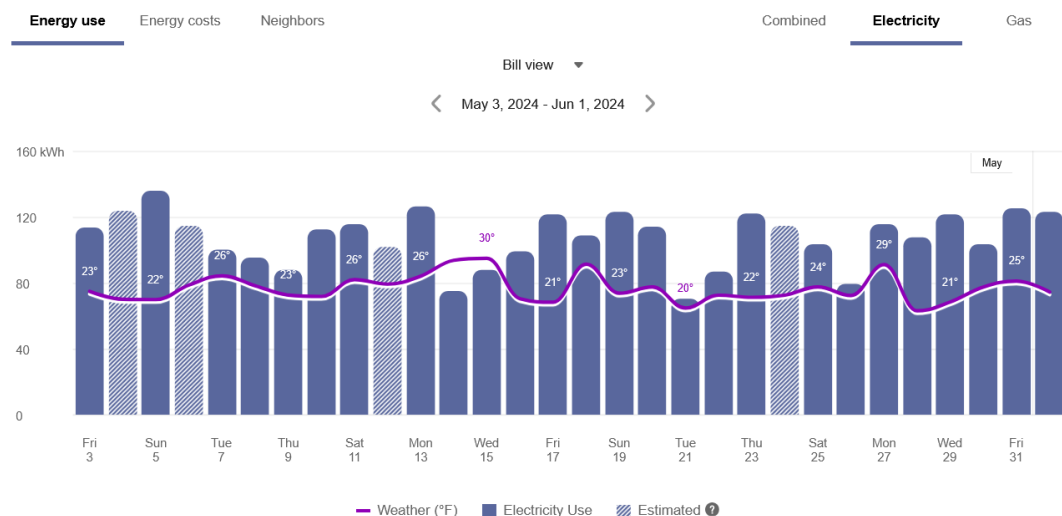 Energy use Energy costs Neighbors Combined Electricity Gas
Bill view
May 3, 2024 - Jun 1, 2024
160 kWh
May
120
30°
26° 23° 22° 26° 23° 26° 21° 23° 20° 22° 24° 29° 21° 25°
80
40
0
Fri Sun Tue Thu Sat Mon Wed Fri Sun Tue Thu Sat Mon Wed Fri
3 5 7 9 11 13 15 17 19 21 23 25 27 29 31
Weather (°F) Electricity Use Estimated ?